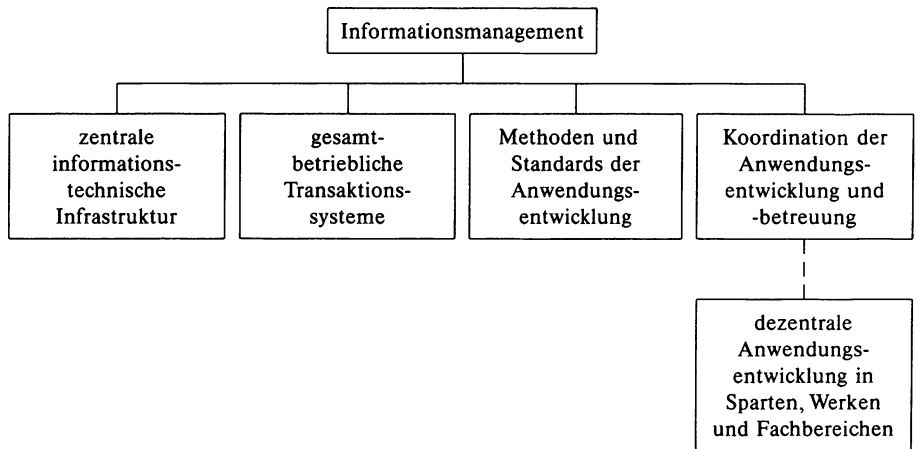 Informationsmanagement
zentrale
informations-
technische
Infrastruktur
gesamt-
betriebliche
Transaktions-
systeme
Methoden und
Standards der
Anwendungs-
entwicklung
Koordination der
Anwendungs-
entwicklung und
-betreuung
dezentrale
Anwendungs-
entwicklung in
Sparten, Werken
und Fachbereichen